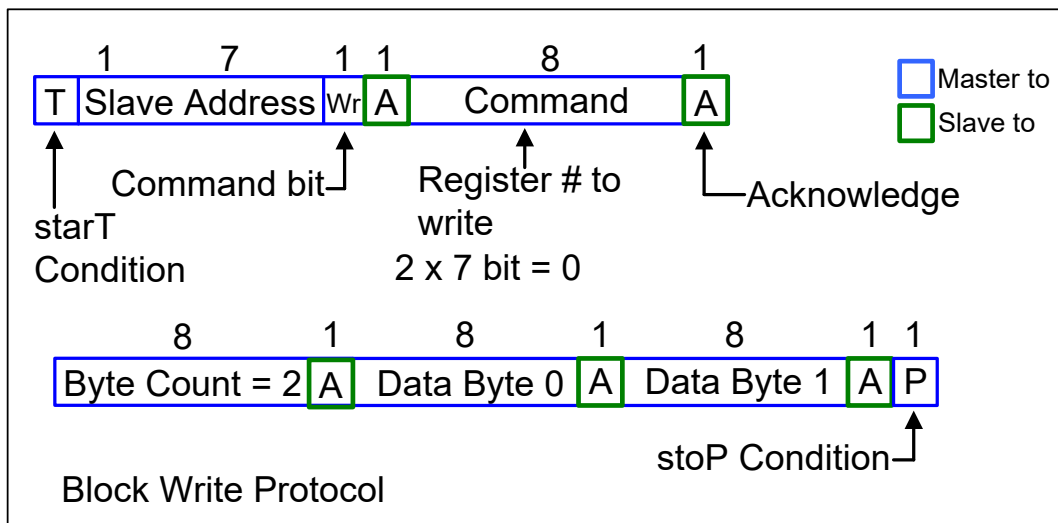 1 7 1 1 8 1
T Slave Address Wr A Command A
Master to
Slave to
Command bit
Register # to
write
2 x 7 bit = 0
Acknowledge
starT
Condition
8 1 8 1 8 1 1
Byte Count = 2 A Data Byte 0 A Data Byte 1 A P
stoP Condition
Block Write Protocol